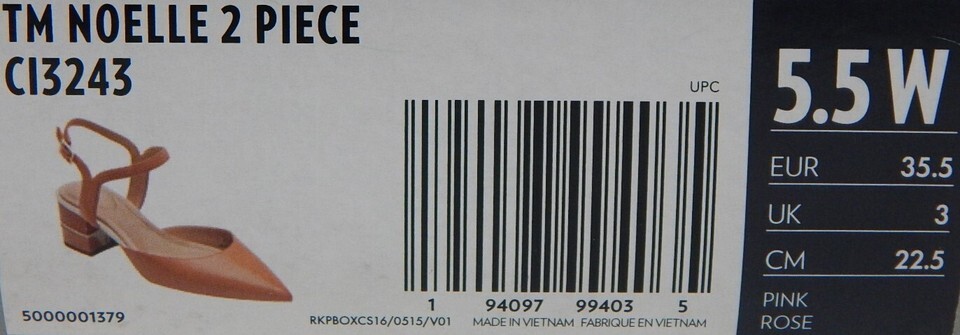 TM NOELLE 2 PIECE
CI3243
UPC
1 94097 99403 5
5000001379
RKPBOXCS16/0515/V01 MADE IN VIETNAM FABRIQUE EN VIETNAM
5.5 W
EUR 35.5
UK 3
CM 22.5
PINK
ROSE